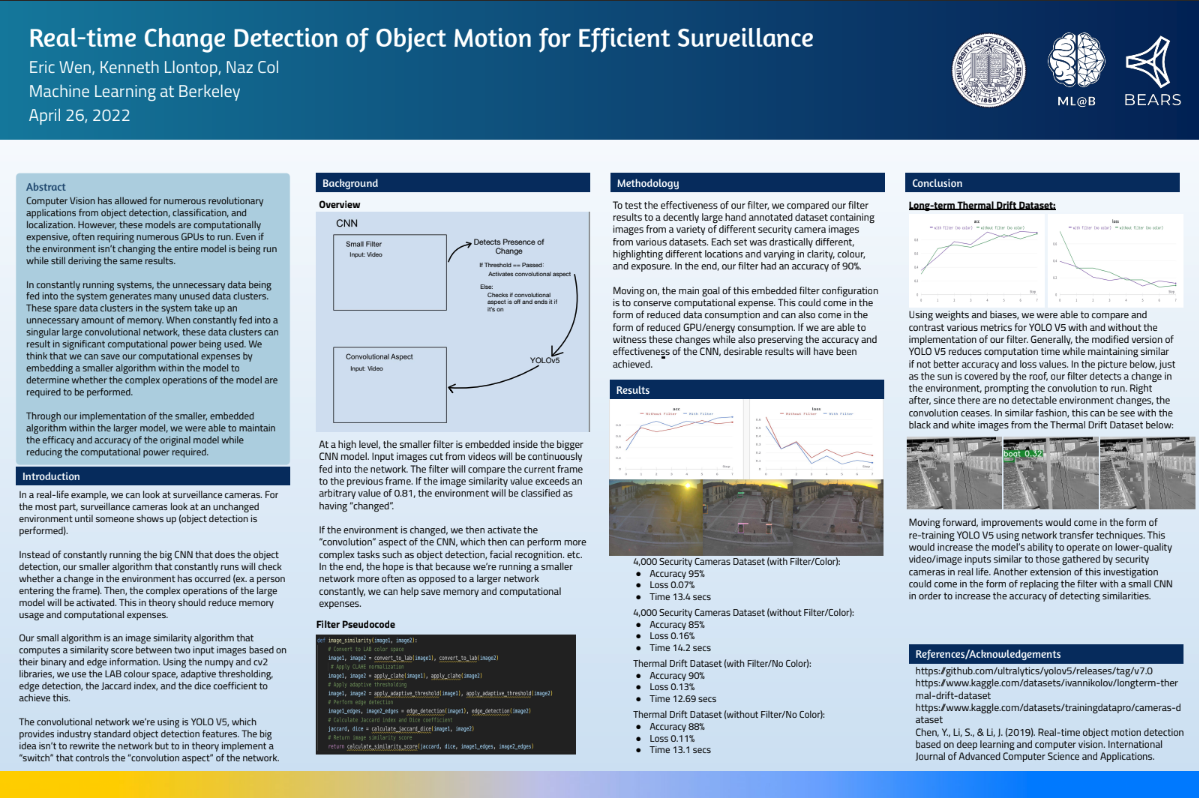 Real-time Change Detection of Object Motion for Efficient Surveillance
Eric Wen, Kenneth Llontop, Naz Col
Machine Learning at Berkeley
April 26, 2022
ML@B
BEARS
Abstract
Computer Vision has allowed for numerous revolutionary
applications from object detection, classification, and
localization. However, these models are computationally
expensive, often requiring numerous GPUs to run. Even if
the environment isn't changing the entire model is being run
while still deriving the same results.
In constantly running systems, the unnecessary data being
fed into the system generates many unused data clusters.
These spare data clusters in the system take up an
unnecessary amount of memory. When constantly fed into a
singular large convolutional network, these data clusters can
result in significant computational power being used. We
think that we can save our computational expenses by
embedding a smaller algorithm within the model to
determine whether the complex operations of the model are
required to be performed.
Through our implementation of the smaller, embedded
algorithm within the larger model, we were able to maintain
the efficacy and accuracy of the original model while
reducing the computational power required.
Introduction
In a real-life example, we can look at surveillance cameras. For
the most part, surveillance cameras look at an unchanged
environment until someone shows up (object detection is
performed).
Instead of constantly running the big CNN that does the object
detection, our smaller algorithm that constantly runs will check
whether a change in the environment has occurred (ex. a person
entering the frame). Then, the complex operations of the large
model will be activated. This in theory should reduce memory
usage and computational expenses.
Our small algorithm is an image similarity algorithm that
computes a similarity score between two input images based on
their binary and edge information. Using the numpy and cv2
libraries, we use the LAB colour space, adaptive thresholding,
edge detection, the Jaccard index, and the dice coefficient to
achieve this.
The convolutional network we're using is YOLO V5, which
provides industry standard object detection features. The big
idea isn't to rewrite the network but to in theory implement a
"switch" that controls the "convolution aspect" of the network.
Background
Overview
CNN
Small Filter
Input: Video
Detects Presence of
Change
If Threshold == Passed:
Activates convolutional aspect
Else:
Checks if convolutional
aspect is off and ends it if
it's on
YOLOv5
Convolutional Aspect
Input: Video
At a high level, the smaller filter is embedded inside the bigger
CNN model. Input images cut from videos will be continuously
fed into the network. The filter will compare the current frame
to the previous frame. If the image similarity value exceeds an
arbitrary value of 0.81, the environment will be classified as
having "changed".
If the environment is changed, we then activate the
"convolution" aspect of the CNN, which then can perform more
complex tasks such as object detection, facial recognition. etc.
In the end, the hope is that because we're running a smaller
network more often as opposed to a larger network
constantly, we can help save memory and computational
expenses.
Filter Pseudocode
def image_similarity(image1, image2):
# Convert to LAB color space
image1, image2 = convert_to_lab(image1), convert_to_lab(image2)
# Apply CLAHE normalization
image1, image2 = apply_clahe(image1), apply_clahe(image2)
# Apply adaptive thresholding
image1, image2 = apply_adaptive_threshold(image1), apply_adaptive_threshold(image2)
# Perform edge detection
image1_edges, image2_edges = edge_detection(image1), edge_detection(image2)
# Calculate Jaccard index and Dice coefficient
jaccard, dice = calculate_jaccard_dice(image1, image2)
# Return image similarity score
return calculate_similarity_score(jaccard, dice, image1_edges, image2_edges)
Methodology
To test the effectiveness of our filter, we compared our filter
results to a decently large hand annotated dataset containing
images from a variety of different security camera images
from various datasets. Each set was drastically different,
highlighting different locations and varying in clarity, colour,
and exposure. In the end, our filter had an accuracy of 90%.
Moving on, the main goal of this embedded filter configuration
is to conserve computational expense. This could come in the
form of reduced data consumption and can also come in the
form of reduced GPU/energy consumption. If we are able to
witness these changes while also preserving the accuracy and
effectiveness of the CNN, desirable results will have been
achieved.
Results
acc
Without Filter With Filter
loss
Without Filter With Filter
4,000 Security Cameras Dataset (with Filter/Color):
● Accuracy 95%
● Loss 0.07%
● Time 13.4 secs
4,000 Security Cameras Dataset (without Filter/Color):
● Accuracy 85%
● Loss 0.16%
● Time 14.2 secs
Thermal Drift Dataset (with Filter/No Color):
● Accuracy 90%
● Loss 0.13%
● Time 12.69 secs
Thermal Drift Dataset (without Filter/No Color):
● Accuracy 88%
● Loss 0.11%
● Time 13.1 secs
Conclusion
Long-term Thermal Drift Dataset:
acc
with filter (no color) without filter (no color)
loss
with filter (no color) without filter (no color)
Using weights and biases, we were able to compare and
contrast various metrics for YOLO V5 with and without the
implementation of our filter. Generally, the modified version of
YOLO V5 reduces computation time while maintaining similar
if not better accuracy and loss values. In the picture below, just
as the sun is covered by the roof, our filter detects a change in
the environment, prompting the convolution to run. Right
after, since there are no detectable environment changes, the
convolution ceases. In similar fashion, this can be see with the
black and white images from the Thermal Drift Dataset below:
boat 0.32
Moving forward, improvements would come in the form of
re-training YOLO V5 using network transfer techniques. This
would increase the model's ability to operate on lower-quality
video/image inputs similar to those gathered by security
cameras in real life. Another extension of this investigation
could come in the form of replacing the filter with a small CNN
in order to increase the accuracy of detecting similarities.
References/Acknowledgements
https://github.com/ultralytics/yolov5/releases/tag/v7.0
https://www.kaggle.com/datasets/ivannikolov/longterm-ther
mal-drift-dataset
https://www.kaggle.com/datasets/trainingdatapro/cameras-d
ataset
Chen, Y., Li, S., & Li, J. (2019). Real-time object motion detection
based on deep learning and computer vision. International
Journal of Advanced Computer Science and Applications.